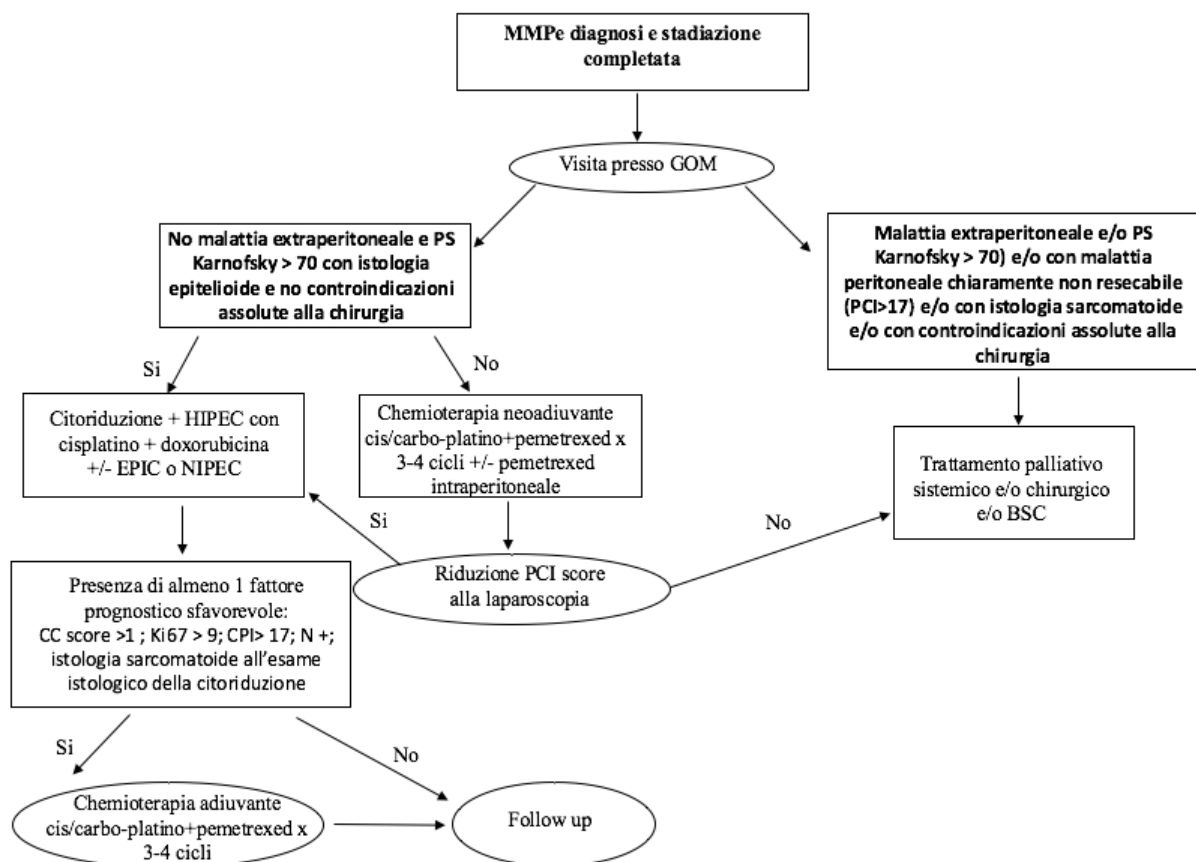 MMPe diagnosi e stadiazione
completata
Visita presso GOM
No malattia extraperitoneale e PS
Karnofsky > 70 con istologia
epitelioide e no controindicazioni
assolute alla chirurgia
Malattia extraperitoneale e/o PS
Karnofsky > 70) e/o con malattia
peritoneale chiaramente non resecabile
(PCI>17) e/o con istologia sarcomatoide
e/o con controindicazioni assolute alla
chirurgia
Si
No
Citoriduzione + HIPEC con
cisplatino + doxorubicina
+/- EPIC o NIPEC
Chemioterapia neoadiuvante
cis/carbo-platino+pemetrexed x
3-4 cicli +/- pemetrexed
intraperitoneale
Trattamento palliativo
sistemico e/o chirurgico
e/o BSC
Si
No
Riduzione PCI score
alla laparoscopia
Presenza di almeno 1 fattore
prognostico sfavorevole:
CC score >1 ; Ki67 > 9; CPI> 17; N +;
istologia sarcomatoide all'esame
istologico della citoriduzione
Si
No
Chemioterapia adiuvante
cis/carbo-platino+pemetrexed x
3-4 cicli
Follow up